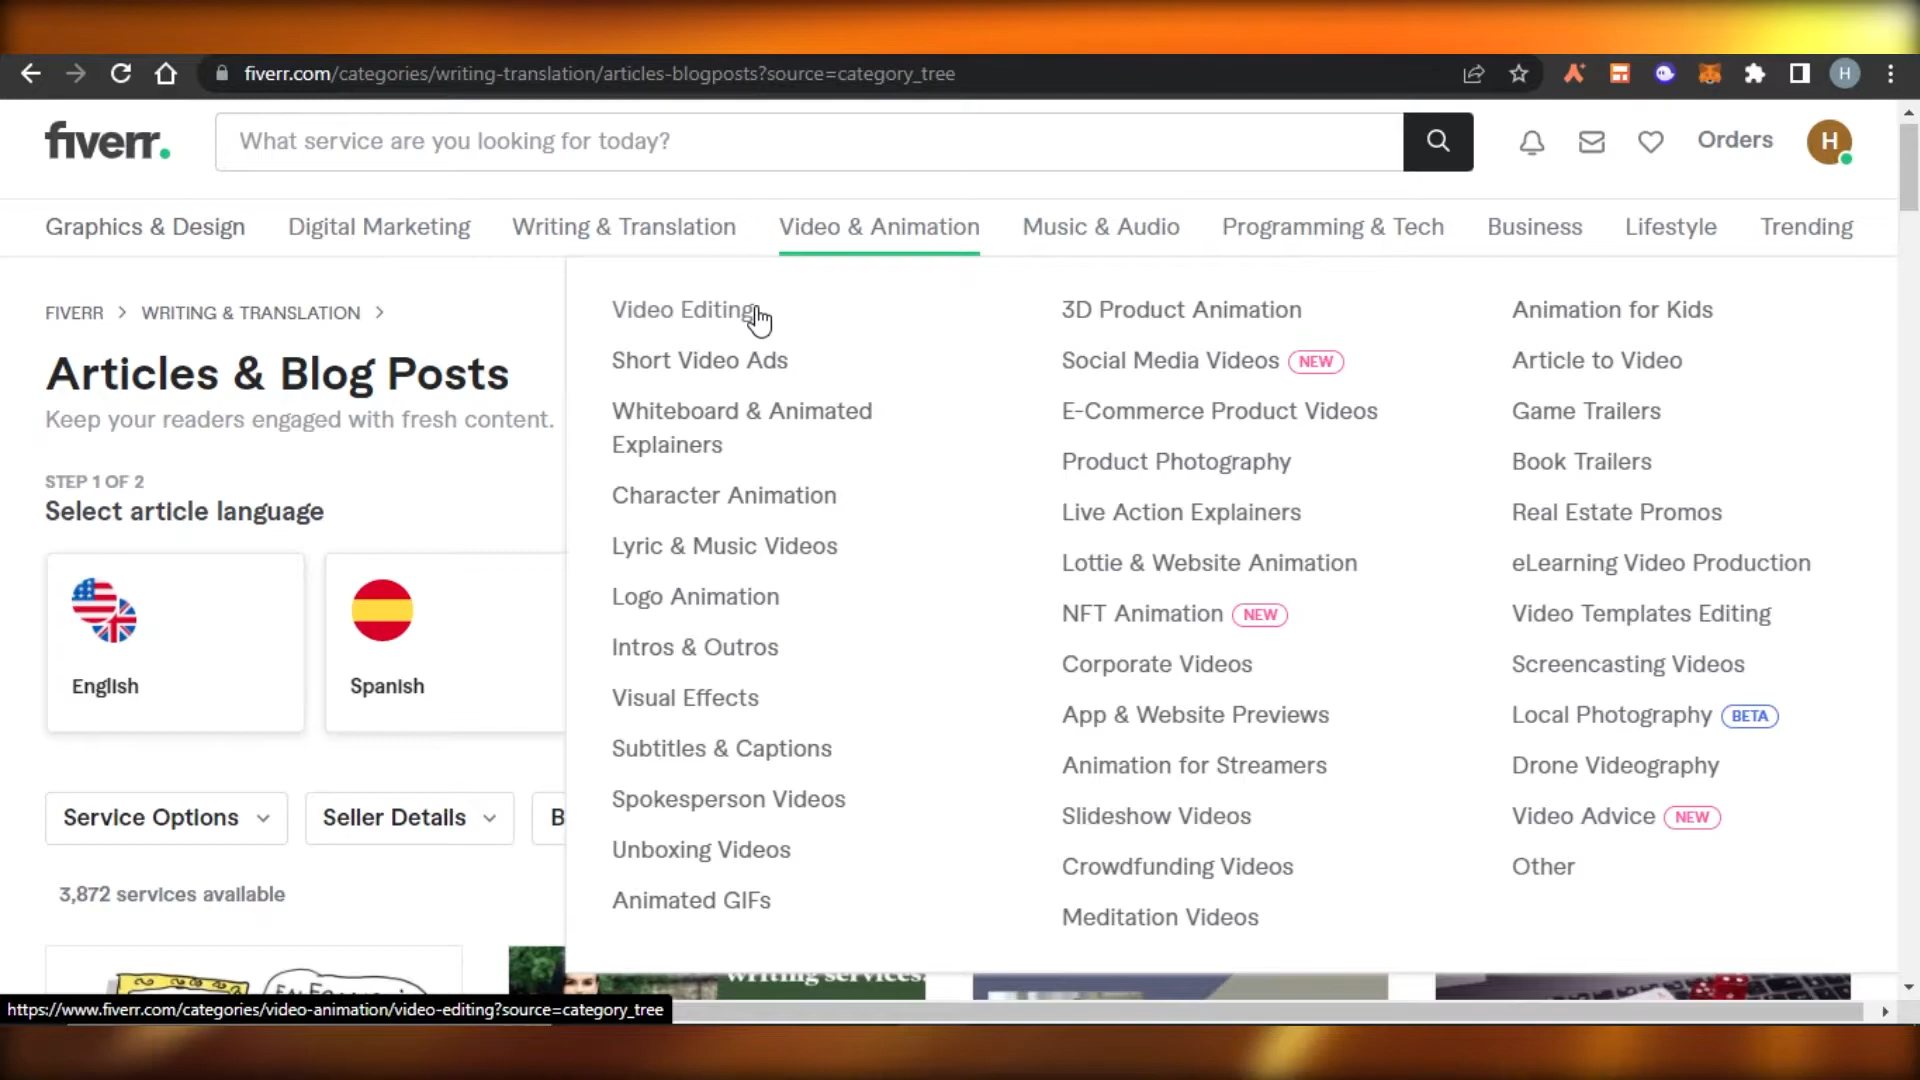 fiverr.com/categories/writing-translation/articles-blogposts?source=category_tree
H
fiverr.
What service are you looking for today?
Orders
H
Graphics & Design
Digital Marketing
Writing & Translation
Video & Animation
Music & Audio
Programming & Tech
Business
Lifestyle
Trending
FIVERR > WRITING & TRANSLATION >
Articles & Blog Posts
Keep your readers engaged with fresh content.
STEP 1 OF 2
Select article language
English
Spanish
Service Options
Seller Details
B
3,872 services available
Video Editing
Short Video Ads
Whiteboard & Animated
Explainers
Character Animation
Lyric & Music Videos
Logo Animation
Intros & Outros
Visual Effects
Subtitles & Captions
Spokesperson Videos
Unboxing Videos
Animated GIFs
3D Product Animation
Social Media Videos NEW
E-Commerce Product Videos
Product Photography
Live Action Explainers
Lottie & Website Animation
NFT Animation NEW
Corporate Videos
App & Website Previews
Animation for Streamers
Slideshow Videos
Crowdfunding Videos
Meditation Videos
Animation for Kids
Article to Video
Game Trailers
Book Trailers
Real Estate Promos
eLearning Video Production
Video Templates Editing
Screencasting Videos
Local Photography BETA
Drone Videography
Video Advice NEW
Other
writing services.
https://www.fiverr.com/categories/video-animation/video-editing?source=category_tree